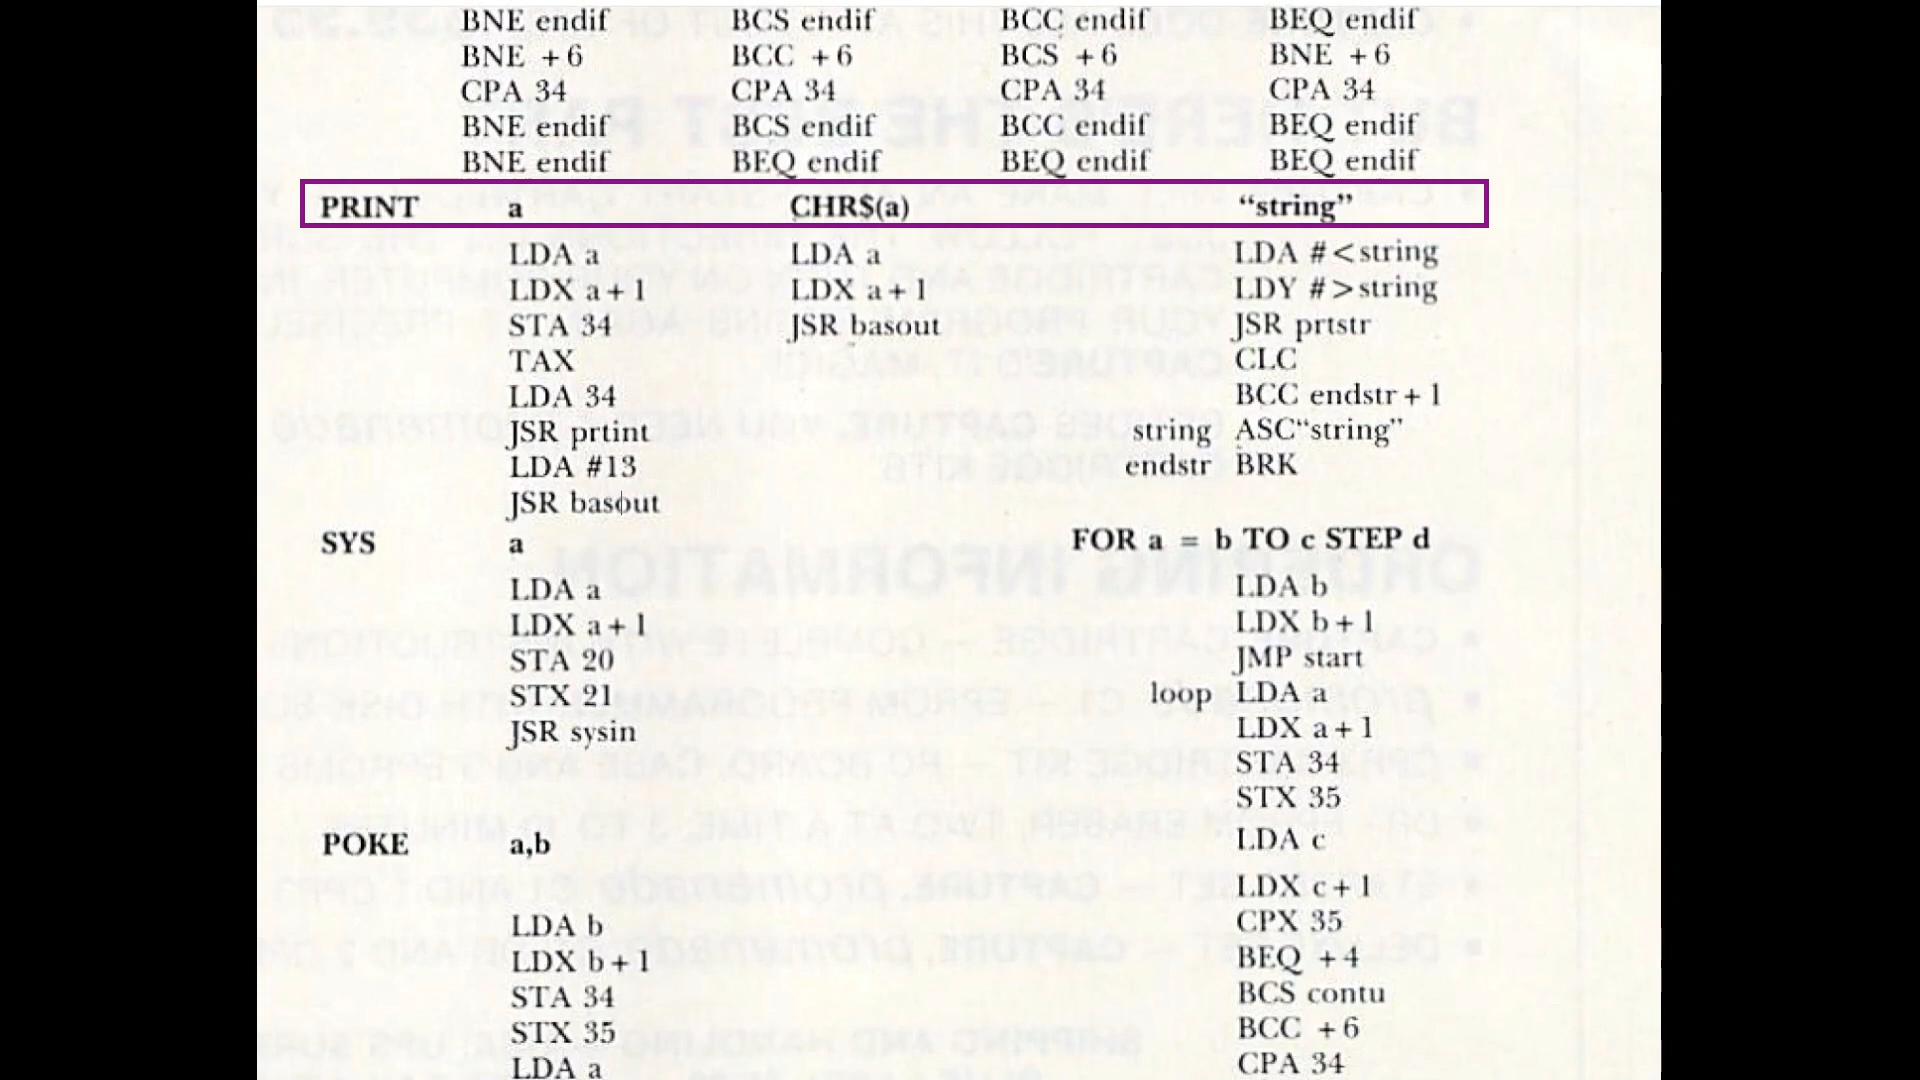 BNE endif BCS endif BCC endif BEQ endif
BNE +6 BCC +6 BCS +6 BNE +6
CPA 34 CPA 34 CPA 34 CPA 34
BNE endif BCS endif BCC endif BEQ endif
BNE endif BEQ endif BEQ endif BEQ endif
PRINT a CHR$(a) “string”
LDA a LDA a LDA #<string
LDX a+1 LDX a+1 LDY #>string
STA 34 JSR basout JSR prtstr
TAX CLC
LDA 34 BCC endstr+1
JSR prtint string ASC“string”
LDA #13 endstr BRK
JSR basout
SYS a FOR a = b TO c STEP d
LDA a LDA b
LDX a+1 LDX b+1
STA 20 JMP start
STX 21 loop LDA a
JSR sysin LDX a+1
STA 34
STX 35
POKE a,b LDA c
LDX c+1
LDA b CPX 35
LDX b+1 BEQ +4
STA 34 BCS contu
STX 35 BCC +6
LDA a CPA 34